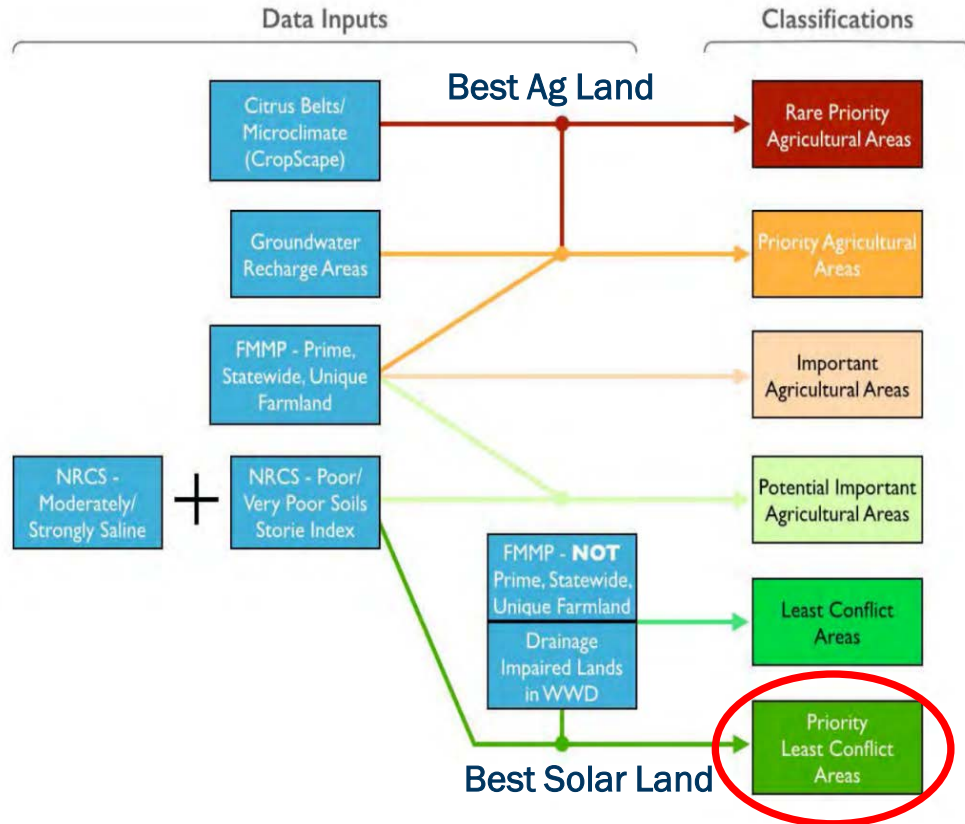 Data Inputs
Classifications
Best Ag Land
Citrus Belts/
Microclimate
(CropScape)
Rare Priority
Agricultural Areas
Groundwater
Recharge Areas
Priority Agricultural
Areas
FMMP - Prime,
Statewide, Unique
Farmland
Important
Agricultural Areas
NRCS -
Moderately/
Strongly Saline
+
NRCS - Poor/
Very Poor Soils
Storie Index
Potential Important
Agricultural Areas
FMMP - NOT
Prime, Statewide,
Unique Farmland
Drainage
Impaired Lands
in WWD
Least Conflict
Areas
Best Solar Land
Priority
Least Conflict
Areas